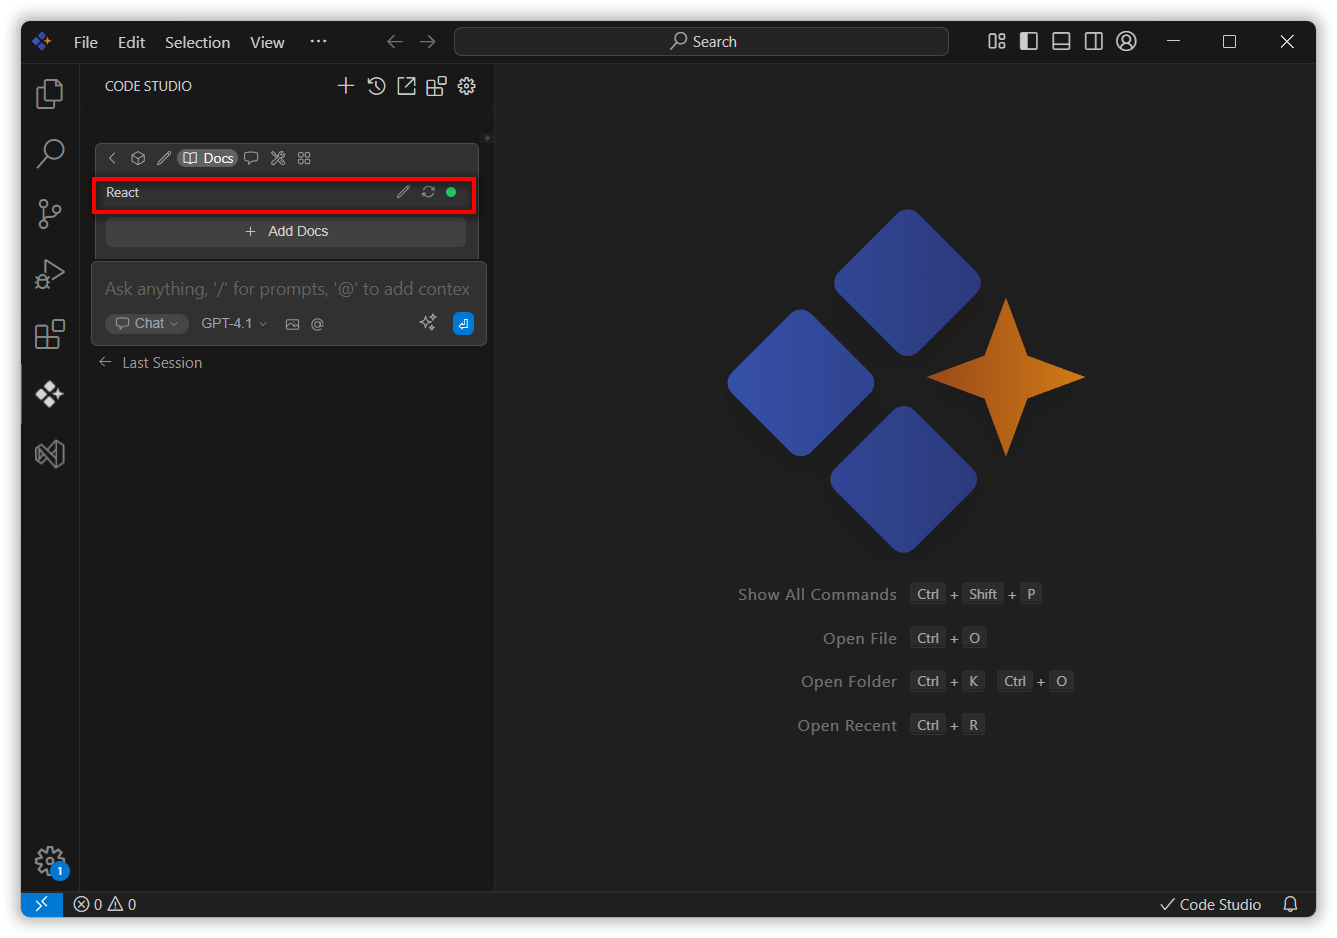 File Edit Selection View ··· Search
CODE STUDIO
Docs
React
+ Add Docs
Ask anything, '/' for prompts, '@' to add contex
Chat GPT-4.1 @
Last Session
Show All Commands Ctrl + Shift + P
Open File Ctrl + O
Open Folder Ctrl + K Ctrl + O
Open Recent Ctrl + R
1
0 0 Code Studio